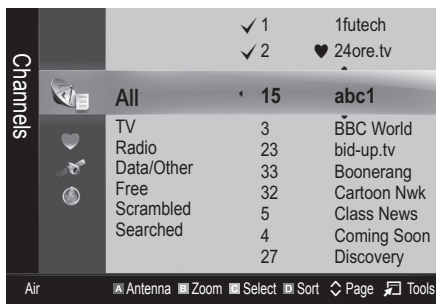 Channels
✓ 1 1futech
✓ 2 ♥ 24ore.tv
All 15 abc1
TV 3 BBC World
Radio 23 bid-up.tv
Data/Other 33 Boonerang
Free 32 Cartoon Nwk
Scrambled 5 Class News
Searched 4 Coming Soon
27 Discovery
Air A Antenna B Zoom C Select D Sort Page Tools